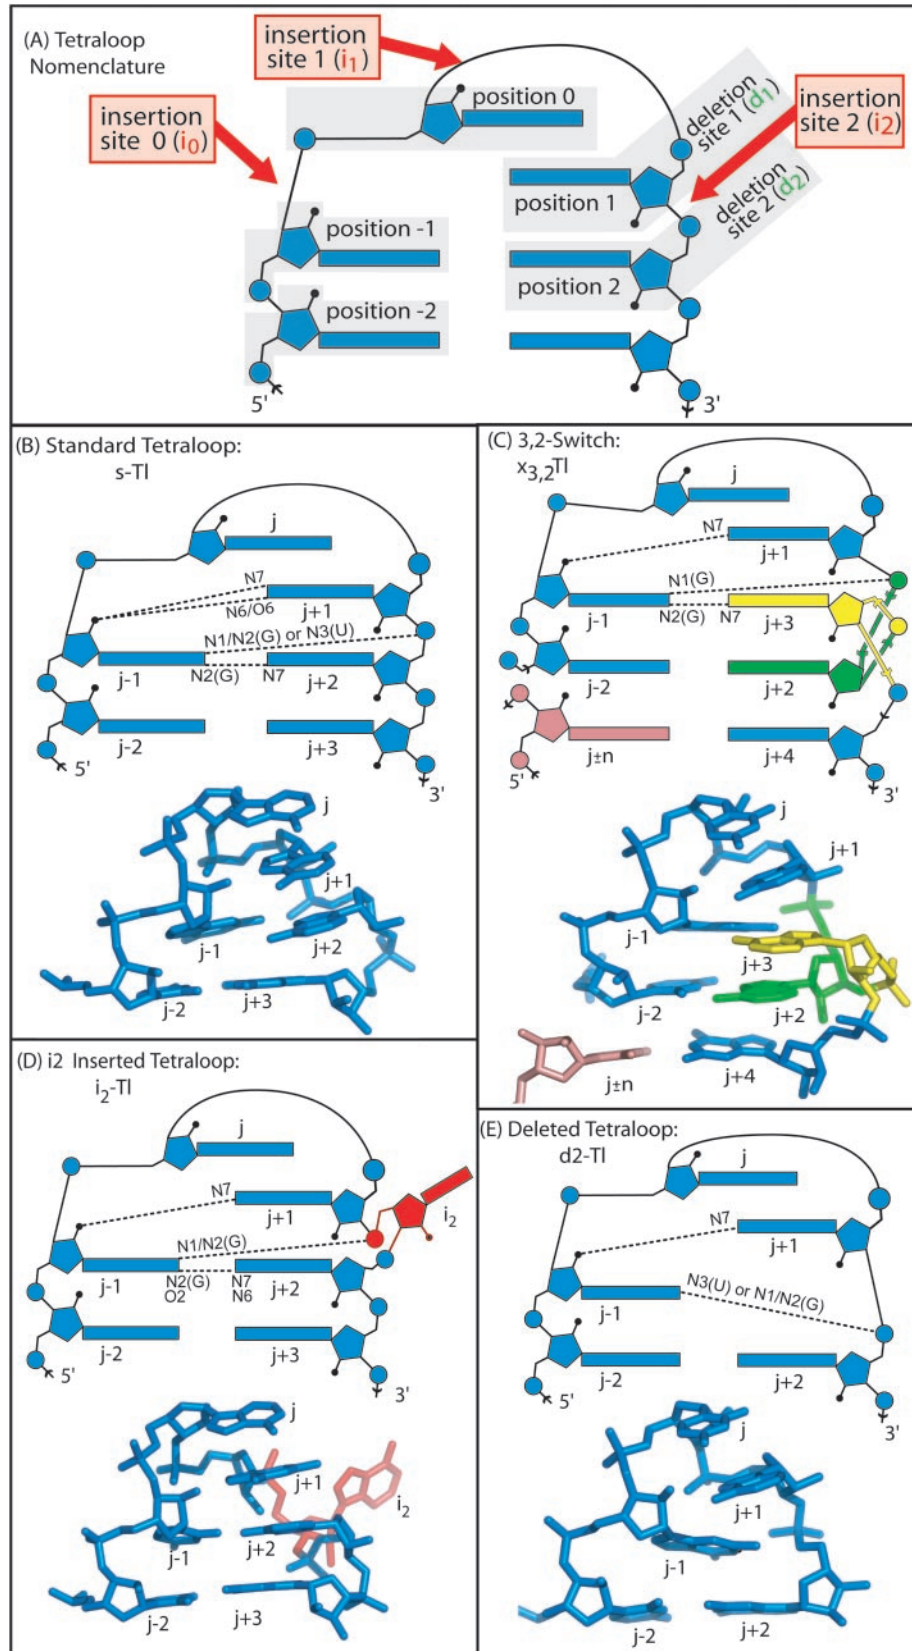 (A) Tetraloop
Nomenclature
insertion
site 1 (i1)
insertion
site 0 (i0)
insertion
site 2 (i2)
position 0
deletion
site 1 (d1)
position 1
deletion
site 2 (d2)
position -1
position 2
position -2
5'
3'
(B) Standard Tetraloop:
s-Tl
j
N7
N6/O6
j+1
N1/N2(G) or N3(U)
j-1
N2(G)
N7
j+2
j-2
j+3
5'
3'
j
j+1
j-1
j+2
j-2
j+3
(C) 3,2-Switch:
x3,2Tl
j
N7
j+1
N1(G)
j-1
N2(G)
N7
j+3
j-2
j+2
j±n
j+4
5'
3'
j
j+1
j-1
j+3
j-2
j+2
j±n
j+4
(D) i2 Inserted Tetraloop:
i2-Tl
j
N7
j+1
i2
N1/N2(G)
j-1
N2(G)
O2
N7
N6
j+2
j-2
j+3
5'
3'
j
j+1
i2
j-1
j+2
j-2
j+3
(E) Deleted Tetraloop:
d2-Tl
j
N7
j+1
N3(U) or N1/N2(G)
j-1
j-2
j+2
5'
3'
j
j+1
j-1
j-2
j+2